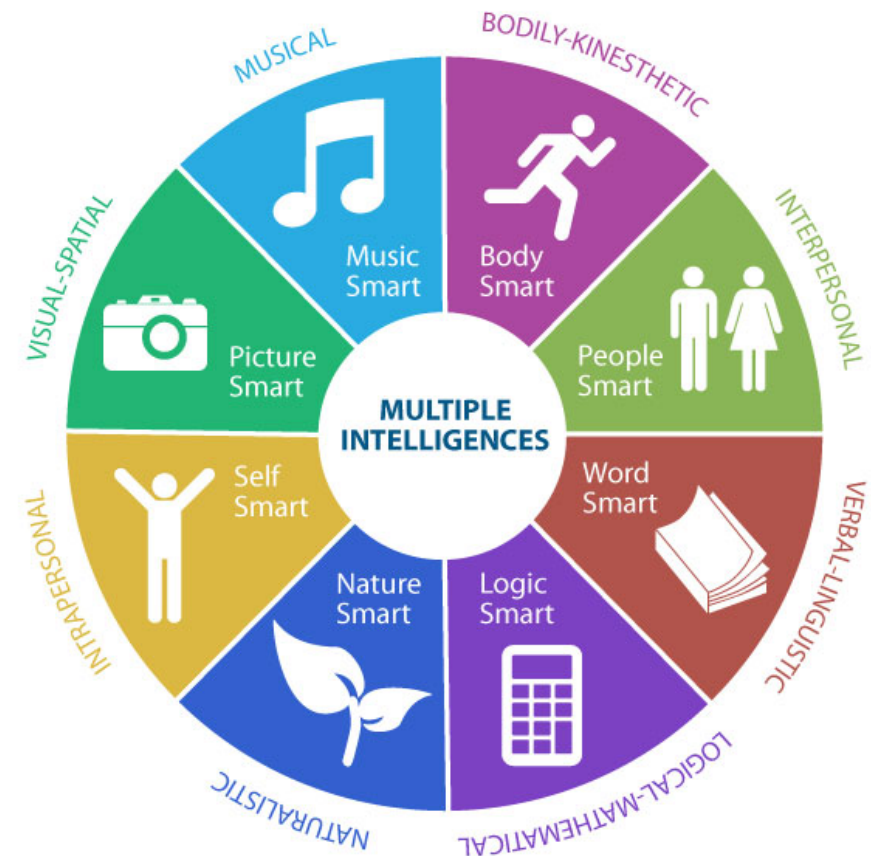 MUSICAL
BODILY-KINESTHETIC
INTERPERSONAL
VERBAL-LINGUISTIC
LOGICAL-MATHEMATICAL
NATURALISTIC
INTRAPERSONAL
VISUAL-SPATIAL
Music
Smart
Body
Smart
People
Smart
Word
Smart
Logic
Smart
Nature
Smart
Self
Smart
Picture
Smart
MULTIPLE
INTELLIGENCES